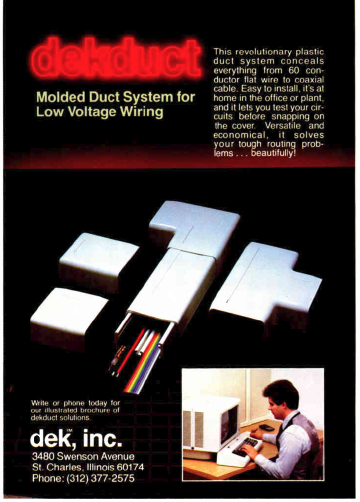 dekduct
Molded Duct System for
Low Voltage Wiring
This revolutionary plastic
duct system conceals
everything from 60 con-
ductor flat wire to coaxial
cable. Easy to install, it's at
home in the office or plant,
and it lets you test your cir-
cuits before snapping on
the cover. Versatile and
economical, it solves
your tough routing prob-
lems . . . beautifully!
Write or phone today for
our illustrated brochure of
dekduct solutions.
dek™, inc.
3480 Swenson Avenue
St. Charles, Illinois 60174
Phone: (312) 377-2575